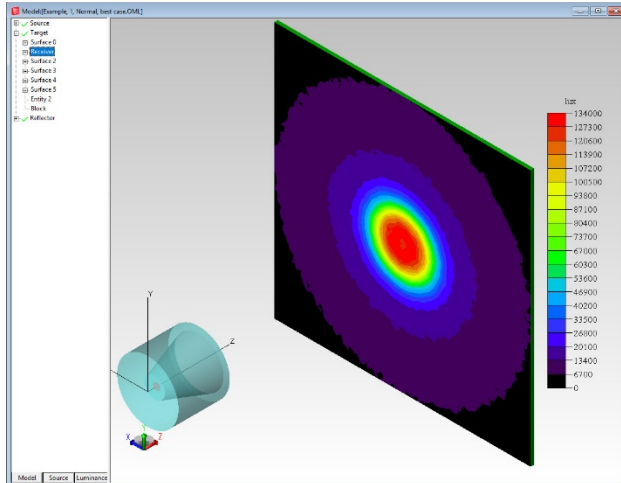 Model:[Example, 1, Normal, best case.OML]
Source
Target
Surface 0
Receiver
Surface 2
Surface 3
Surface 4
Surface 5
Entity 2
Block
Reflector
lux
134000
127300
120600
113900
107200
100500
93800
87100
80400
73700
67000
60300
53600
46900
40200
33500
26800
20100
13400
6700
0
Y
Z
X
Z
Model Source Luminance